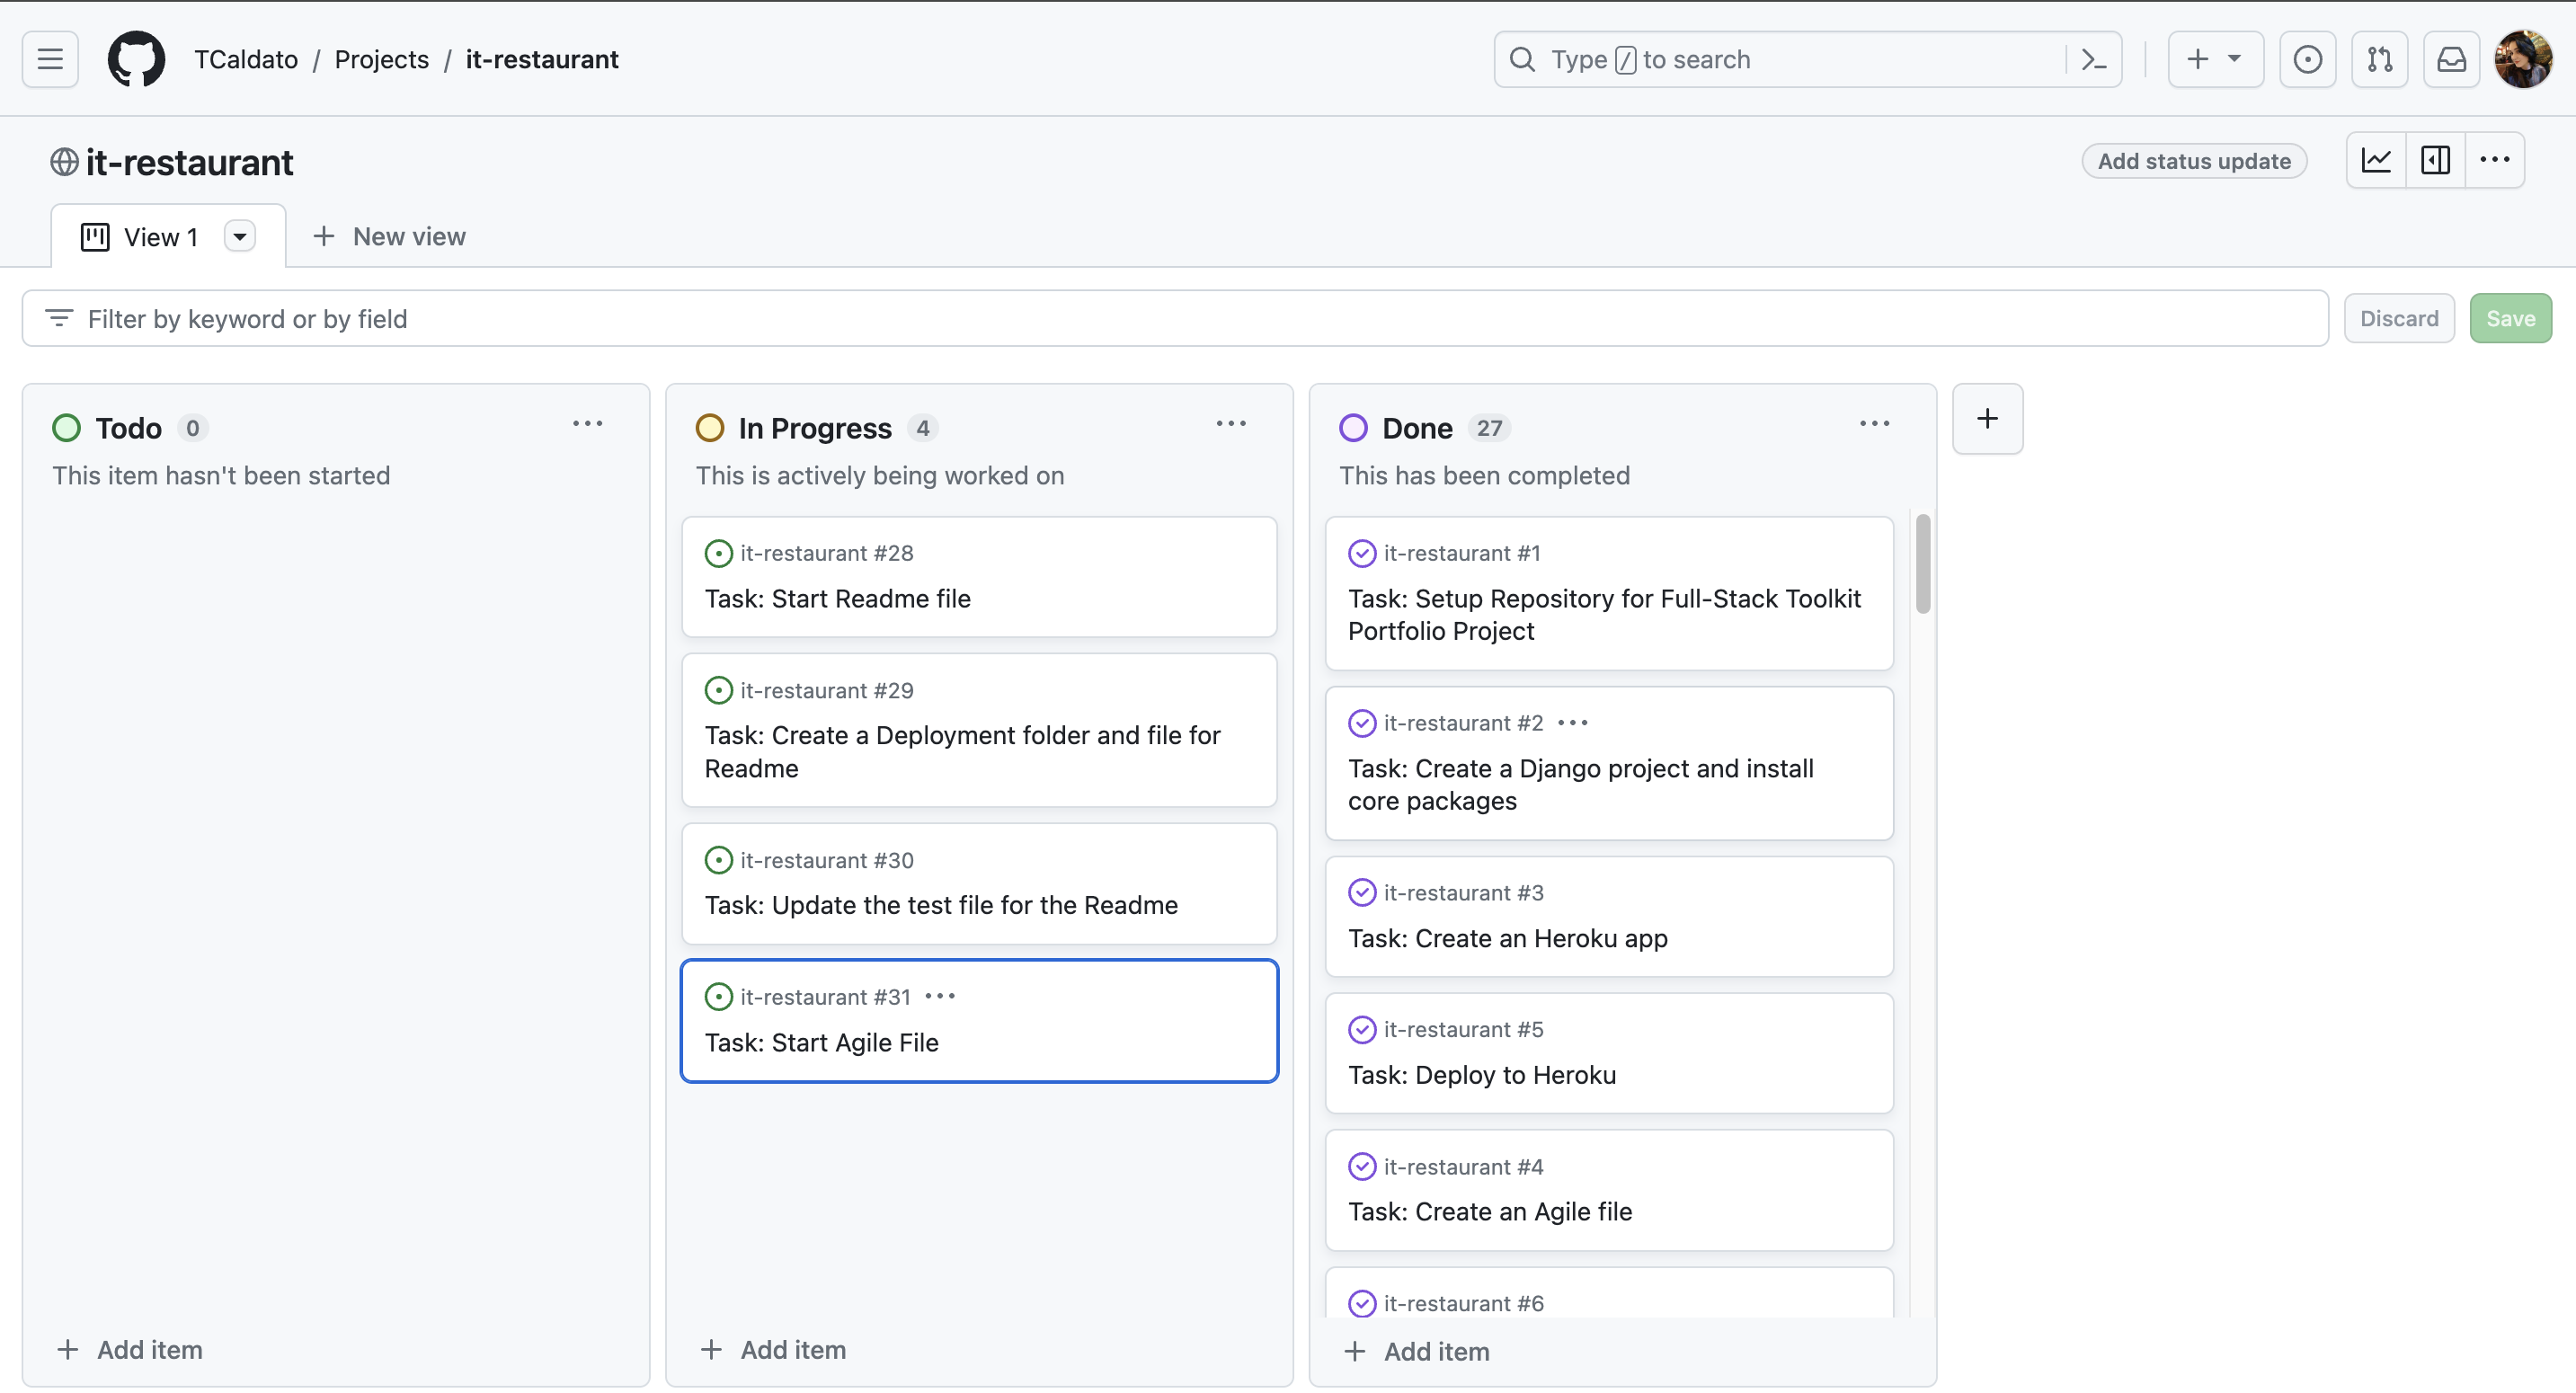 TCaldato / Projects / it-restaurant
Type / to search
it-restaurant
Add status update
View 1
New view
Filter by keyword or by field
Discard
Save
Todo 0
This item hasn't been started
Add item
In Progress 4
This is actively being worked on
it-restaurant #28
Task: Start Readme file
it-restaurant #29
Task: Create a Deployment folder and file for
Readme
it-restaurant #30
Task: Update the test file for the Readme
it-restaurant #31
Task: Start Agile File
Add item
Done 27
This has been completed
it-restaurant #1
Task: Setup Repository for Full-Stack Toolkit
Portfolio Project
it-restaurant #2
Task: Create a Django project and install
core packages
it-restaurant #3
Task: Create an Heroku app
it-restaurant #5
Task: Deploy to Heroku
it-restaurant #4
Task: Create an Agile file
it-restaurant #6
Add item